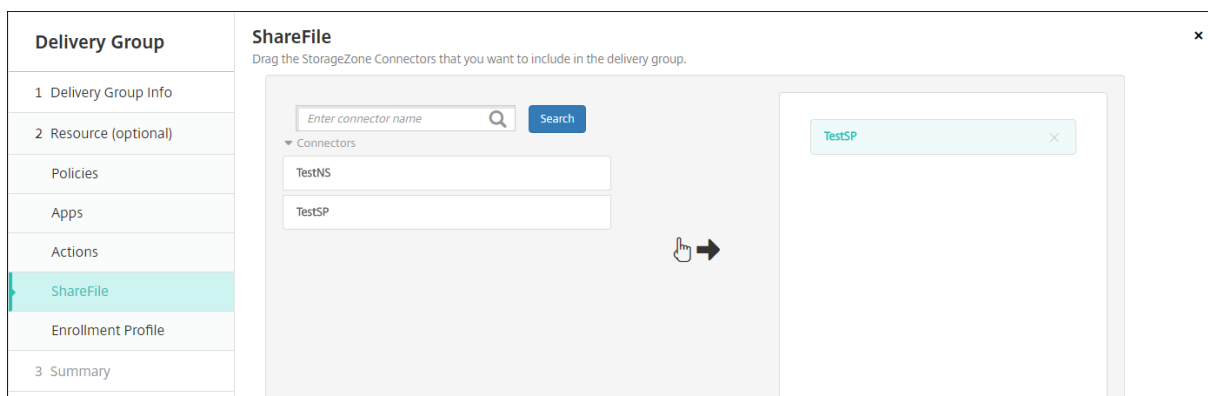 Delivery Group
1 Delivery Group Info
2 Resource (optional)
Policies
Apps
Actions
ShareFile
Enrollment Profile
3 Summary
ShareFile
Drag the StorageZone Connectors that you want to include in the delivery group.
Enter connector name
Search
Connectors
TestNS
TestSP
TestSP